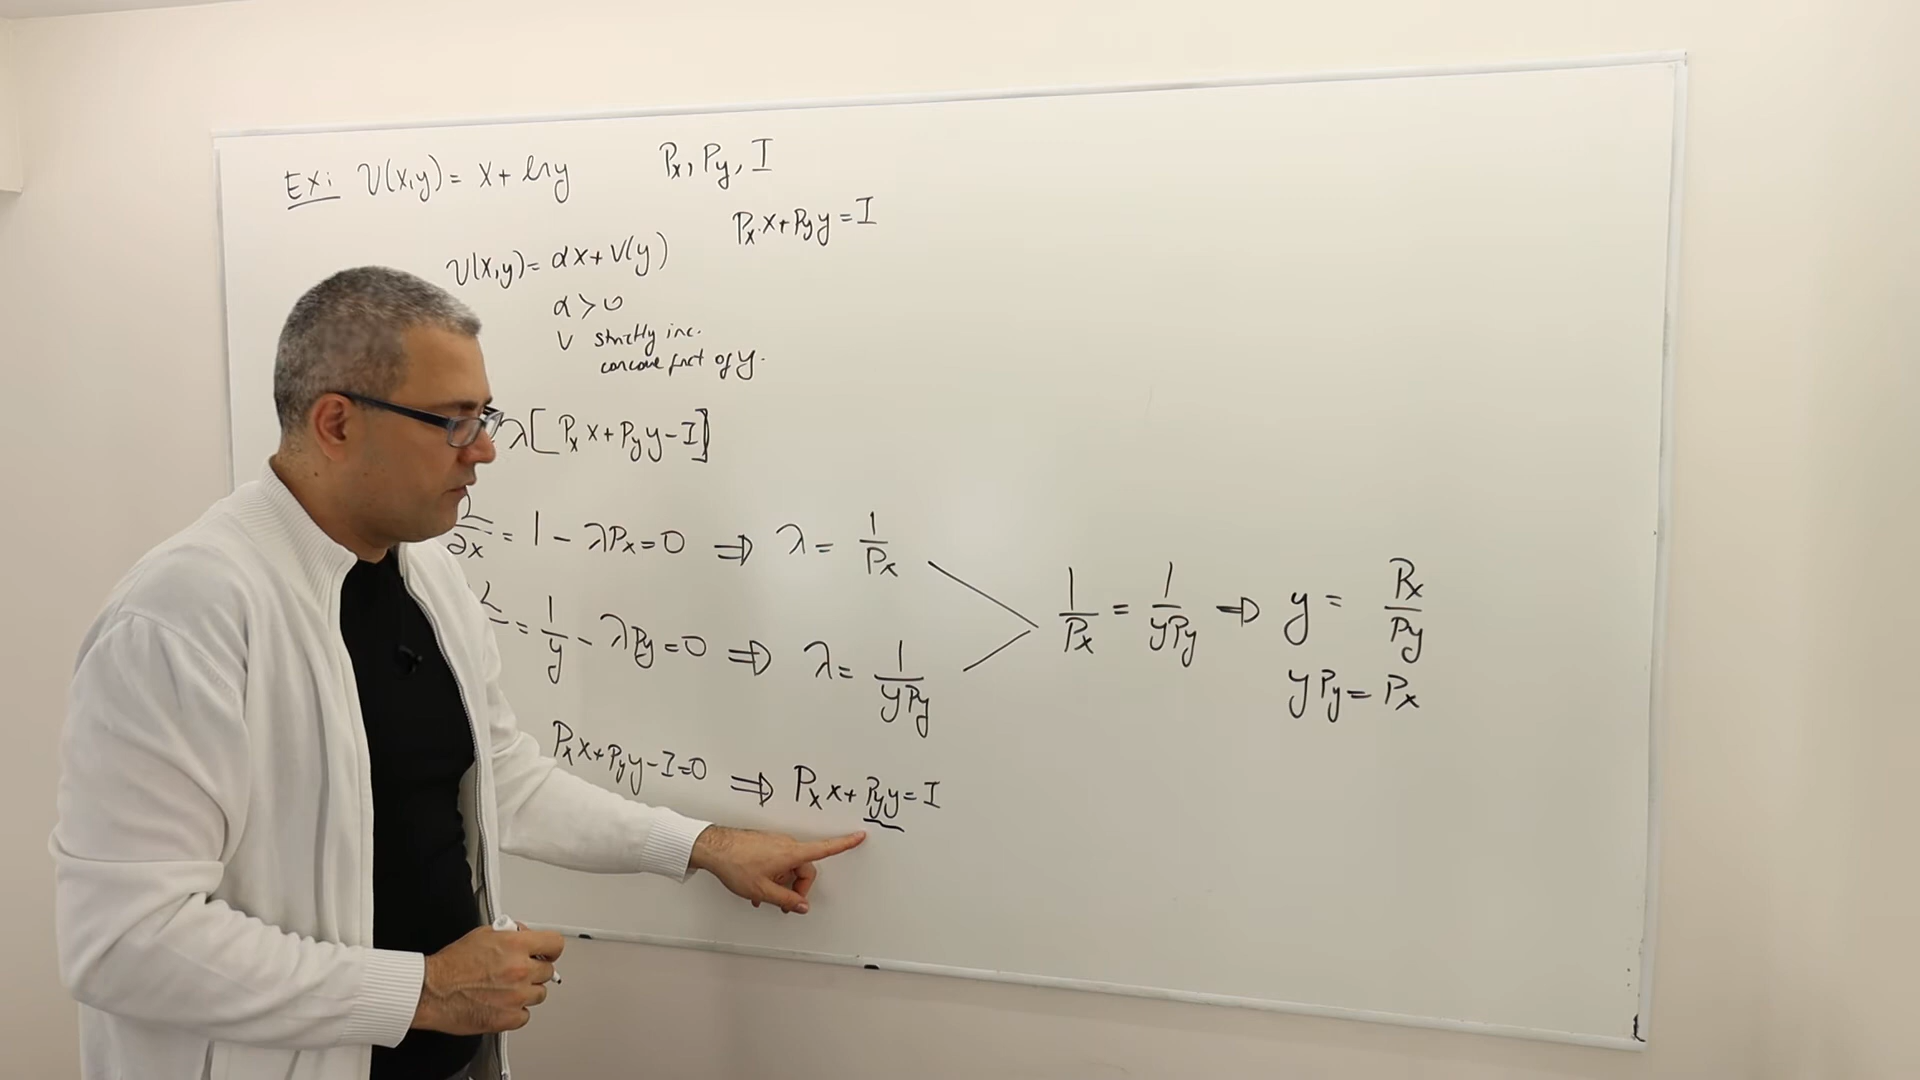 Ex: U(x,y) = x + ln y    Px, Py, I
Px·x + Py y = I
U(x,y) = αx + V(y)
α > 0
V strictly inc.
concave fnct of y.
λ[Px x + Py y - I]
∂x = 1 - λPx = 0 ⇒ λ = 1/Px
= 1/y - λPy = 0 ⇒ λ = 1/(yPy)
1/Px = 1/(yPy) ⇒ y = Px/Py
yPy = Px
Px x + Py y - I = 0 ⇒ Px x + Py y = I